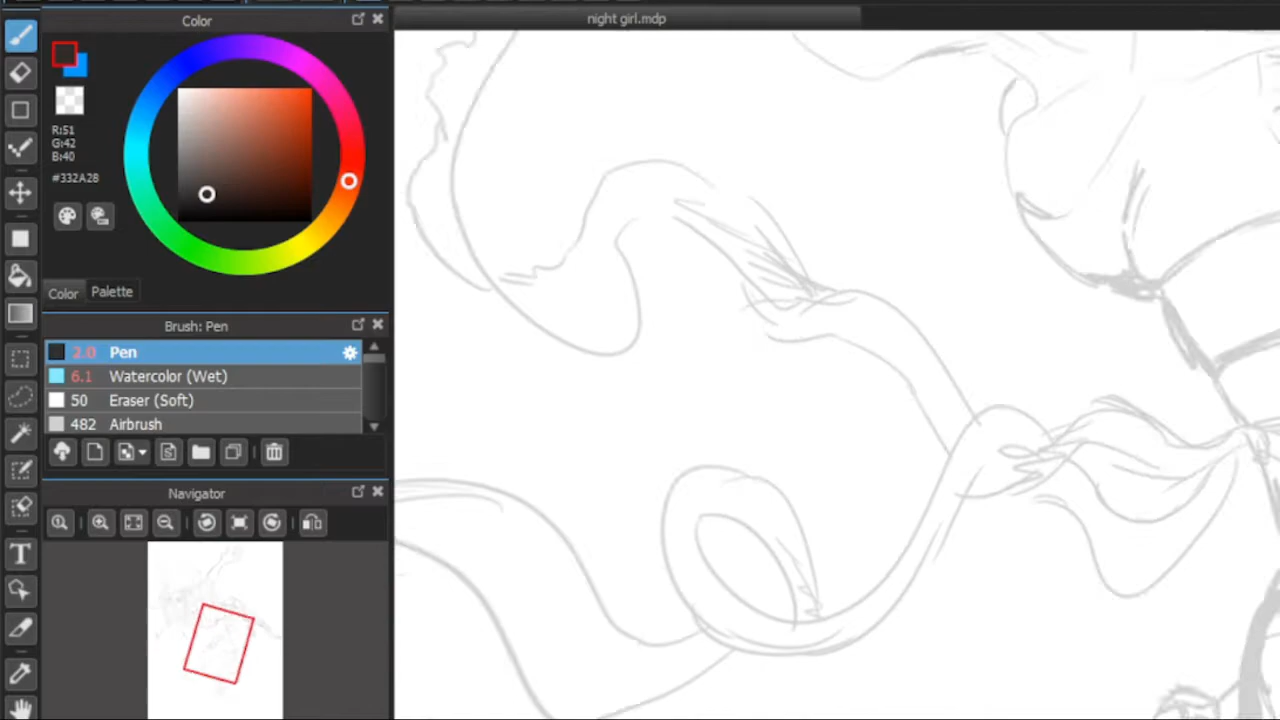 Color
night girl.mdp
R:51
G:42
B:40
#332A28
Color Palette
Brush: Pen
2.0 Pen
6.1 Watercolor (Wet)
50 Eraser (Soft)
482 Airbrush
Navigator